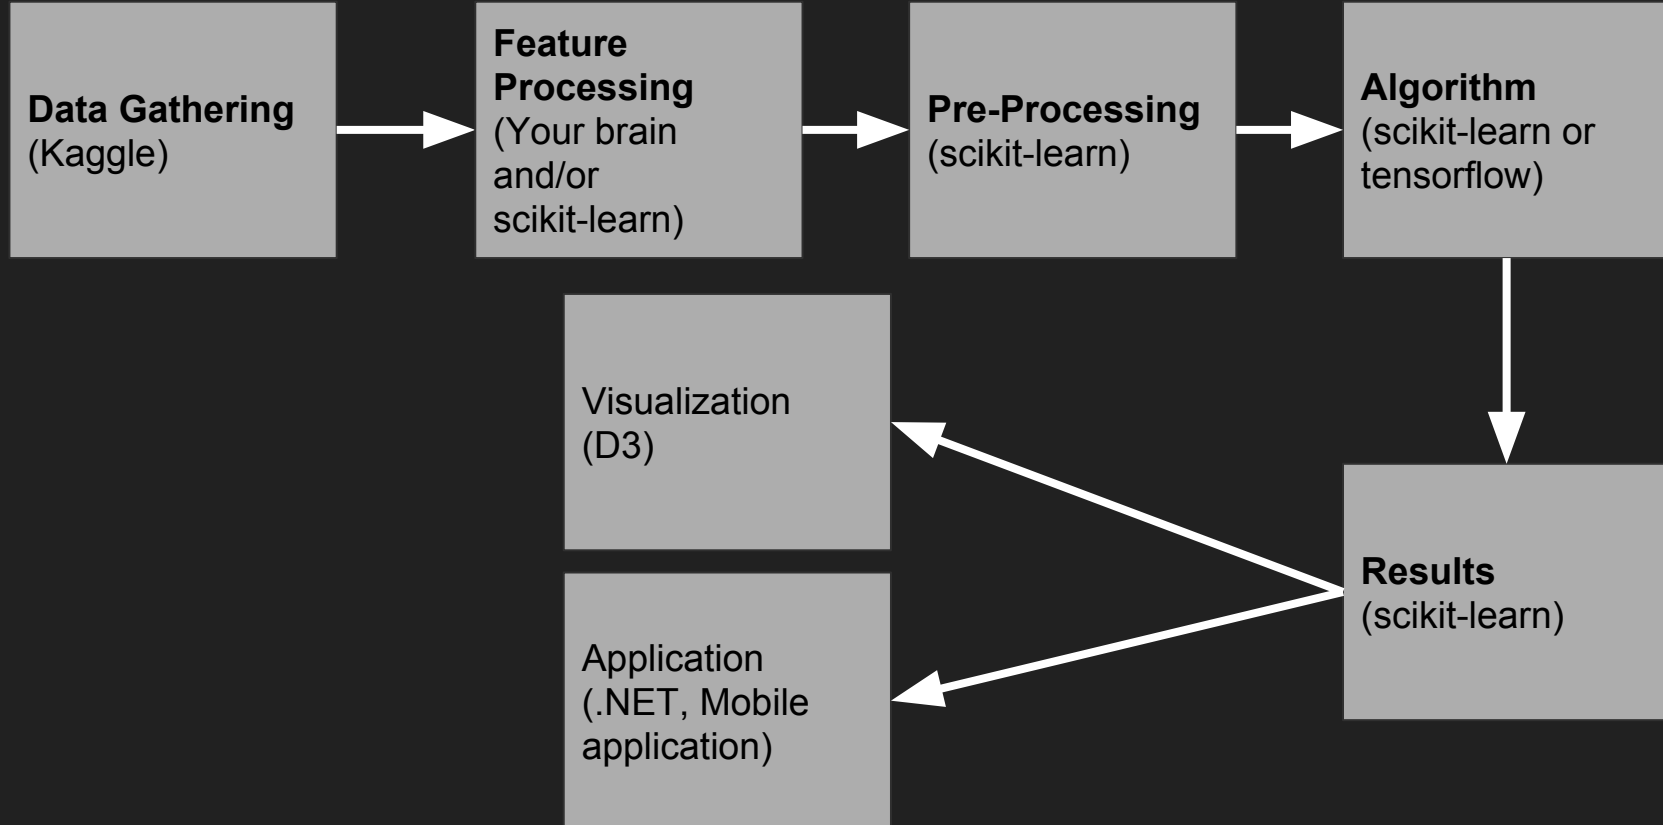 Data Gathering
(Kaggle)
Feature
Processing
(Your brain
and/or
scikit-learn)
Pre-Processing
(scikit-learn)
Algorithm
(scikit-learn or
tensorflow)
Visualization
(D3)
Results
(scikit-learn)
Application
(.NET, Mobile
application)